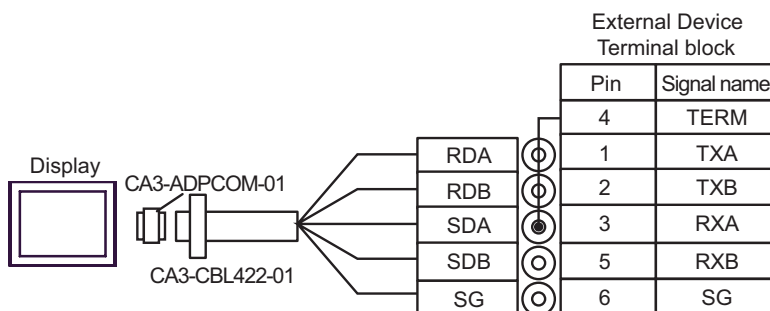 External Device
Terminal block
Pin Signal name
4 TERM
RDA 1 TXA
Display
CA3-ADPCOM-01
RDB 2 TXB
SDA 3 RXA
CA3-CBL422-01
SDB 5 RXB
SG 6 SG